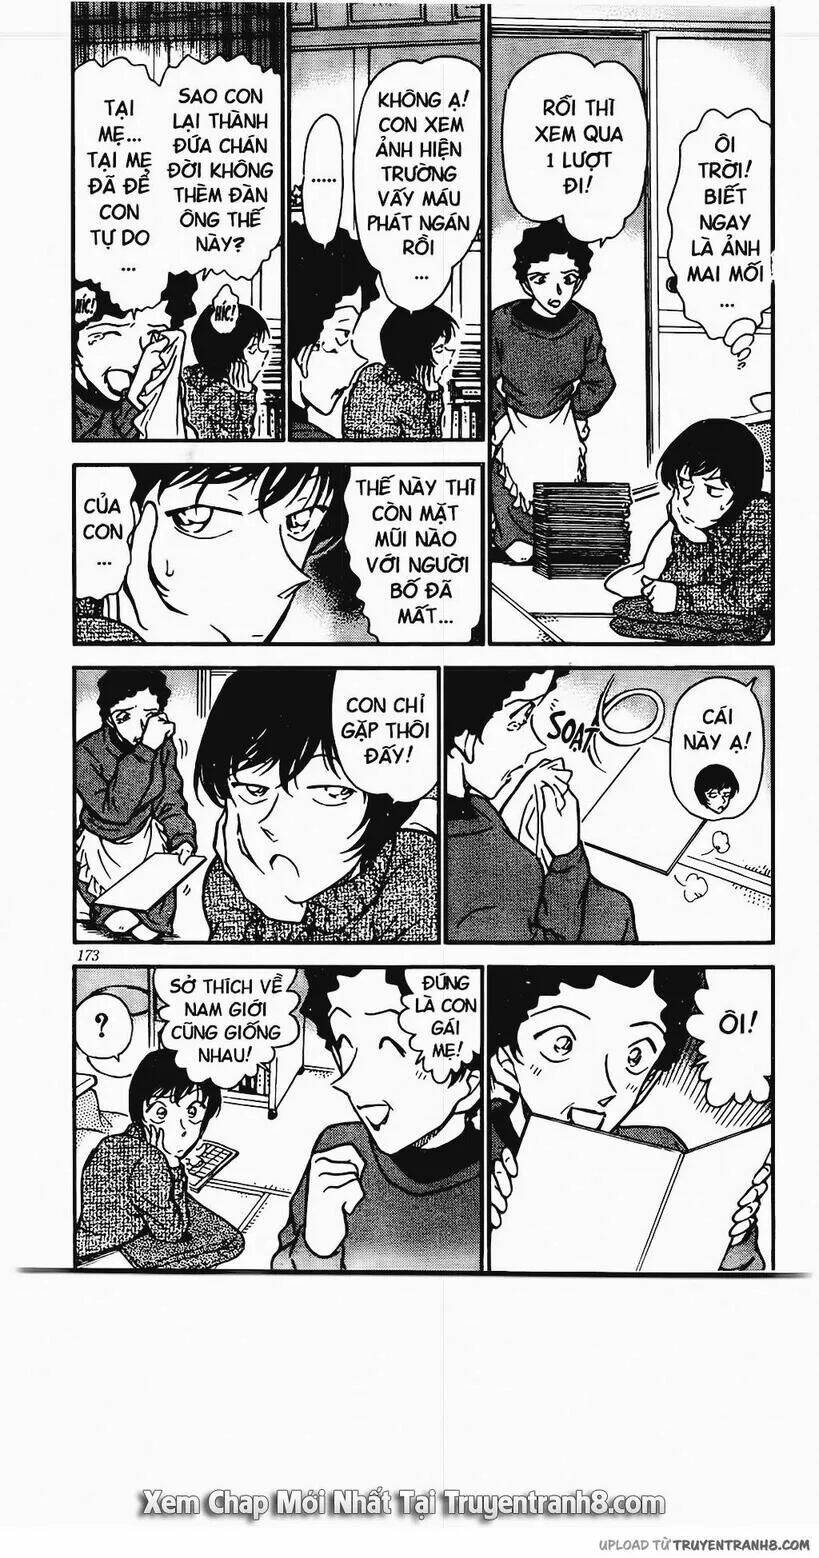 ÔI
TRỜI!
BIẾT
NGAY
LÀ ẢNH
MAI MỐI
...
RỒI THÌ
XEM QUA
1 LƯỢT
ĐI!
KHÔNG Ạ!
CON XEM
ẢNH HIỆN
TRƯỜNG
VẤY MÁU
PHÁT NGÁN
RỒI
...
......
SAO CON
LẠI THÀNH
ĐỨA CHÁN
ĐỜI KHÔNG
THÈM ĐÀN
ÔNG THẾ
NÀY?
HÍC!
TẠI
MẸ...
TẠI MẸ
ĐÃ ĐỂ
CON
TỰ DO
...
HÍC!
THẾ NÀY THÌ
CÒN MẶT
MŨI NÀO
VỚI NGƯỜI
BỐ ĐÃ
MẤT...
CỦA
CON
...
CÁI
NÀY Ạ!
SOẠT
CON CHỈ
GẶP THÔI
ĐẤY!
173
ÔI!
ĐÚNG
LÀ CON
GÁI
MẸ!
SỞ THÍCH VỀ
NAM GIỚI
CŨNG GIỐNG
NHAU!
?
Xem Chap Mới Nhất Tại Truyentranh8.com
UPLOAD TỪ TRUYENTRANH8.COM